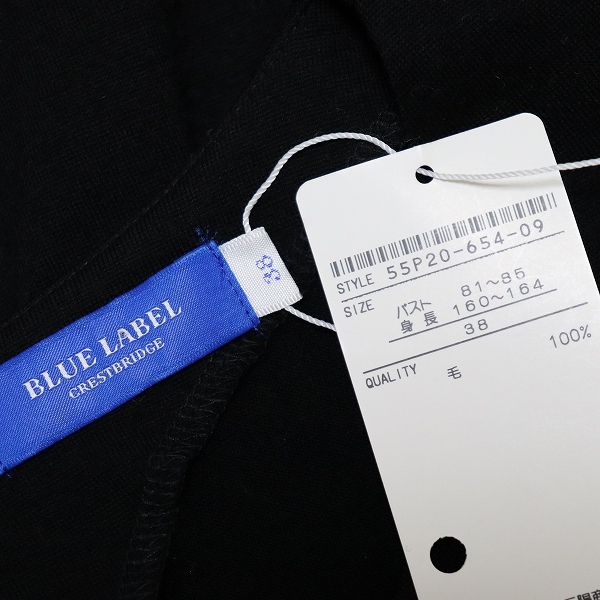 BLUE LABEL
CRESTBRIDGE
38
STYLE 55P20-654-09
SIZE バスト 81～85
身長 160～164
38
QUALITY 毛 100%